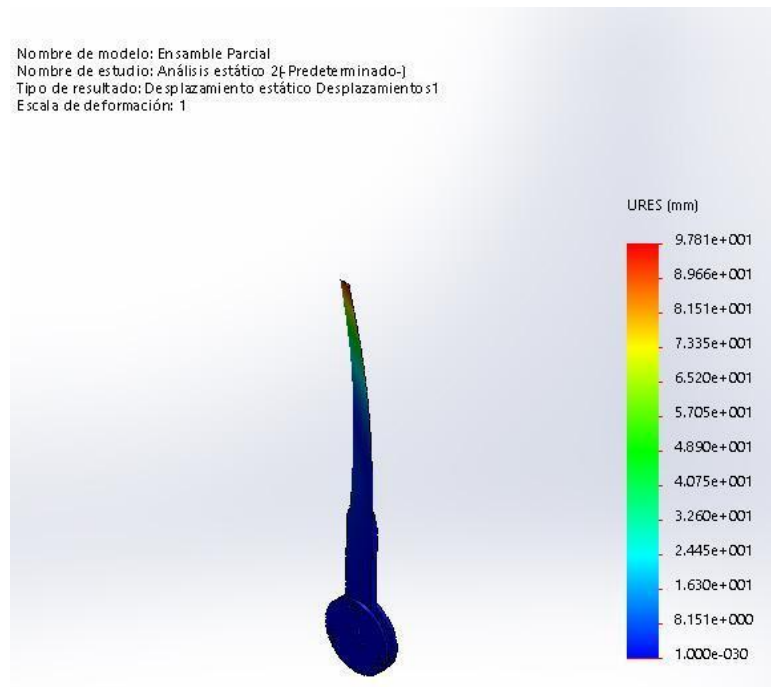 Nombre de modelo: Ensamble Parcial
Nombre de estudio: Análisis estático 2(-Predeterminado-)
Tipo de resultado: Desplazamiento estático Desplazamientos1
Escala de deformación: 1
URES (mm)
9.781e+001
8.966e+001
8.151e+001
7.335e+001
6.520e+001
5.705e+001
4.890e+001
4.075e+001
3.260e+001
2.445e+001
1.630e+001
8.151e+000
1.000e-030